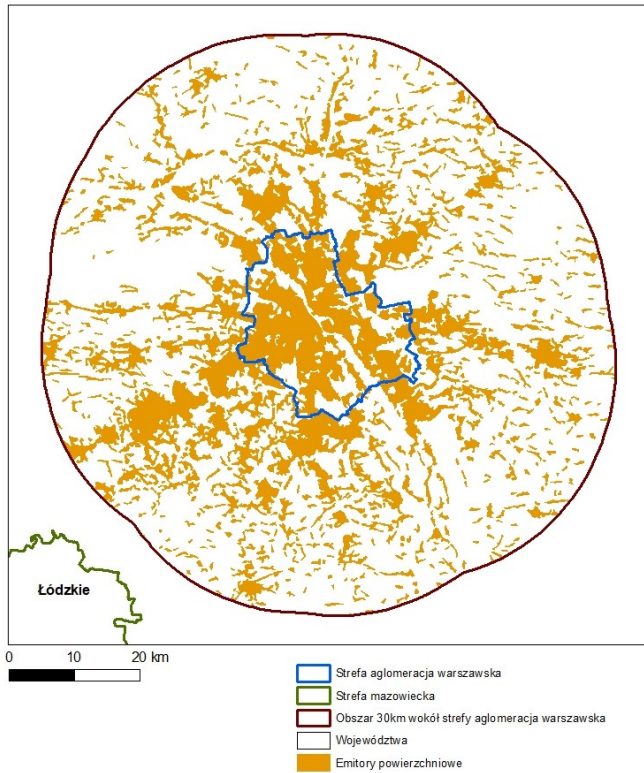 Łódzkie
0 10 20 km
Strefa aglomeracja warszawska
Strefa mazowiecka
Obszar 30km wokół strefy aglomeracja warszawska
Województwa
Emitory powierzchniowe